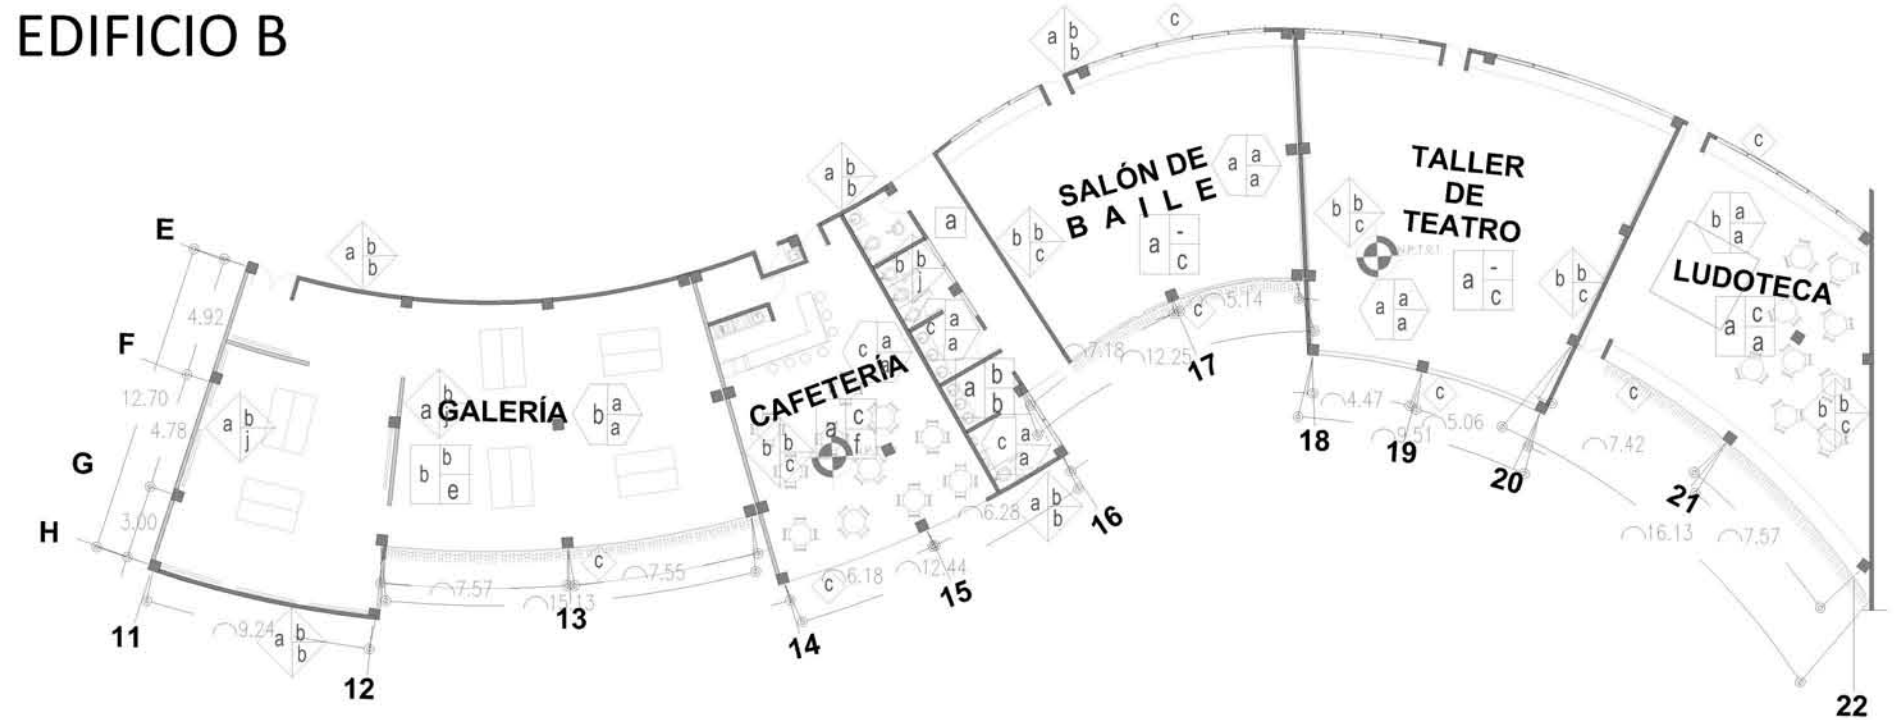 EDIFICIO B
E
F
G
H
4.92
12.70
4.78
3.00
a b b
a b b
a b b
c
c
a b j
a b j
GALERÍA
b a a
b b e
CAFETERÍA
c a a
b b c
a c f
b b j
c a a
a b b
c a a
a b b
a
SALÓN DE
BAILE
a a a
b b c
a - c
TALLER
DE
TEATRO
N.P.T.0.1
b b c
a a a
a - c
b b c
LUDOTECA
b a a
a c a
b b c
c
c
c
c
c
a b b
9.24
7.57
15.13
7.55
6.18
12.44
6.28
7.18
12.25
5.14
4.47
9.51
5.06
7.42
16.13
7.57
11
12
13
14
15
16
17
18
19
20
21
22